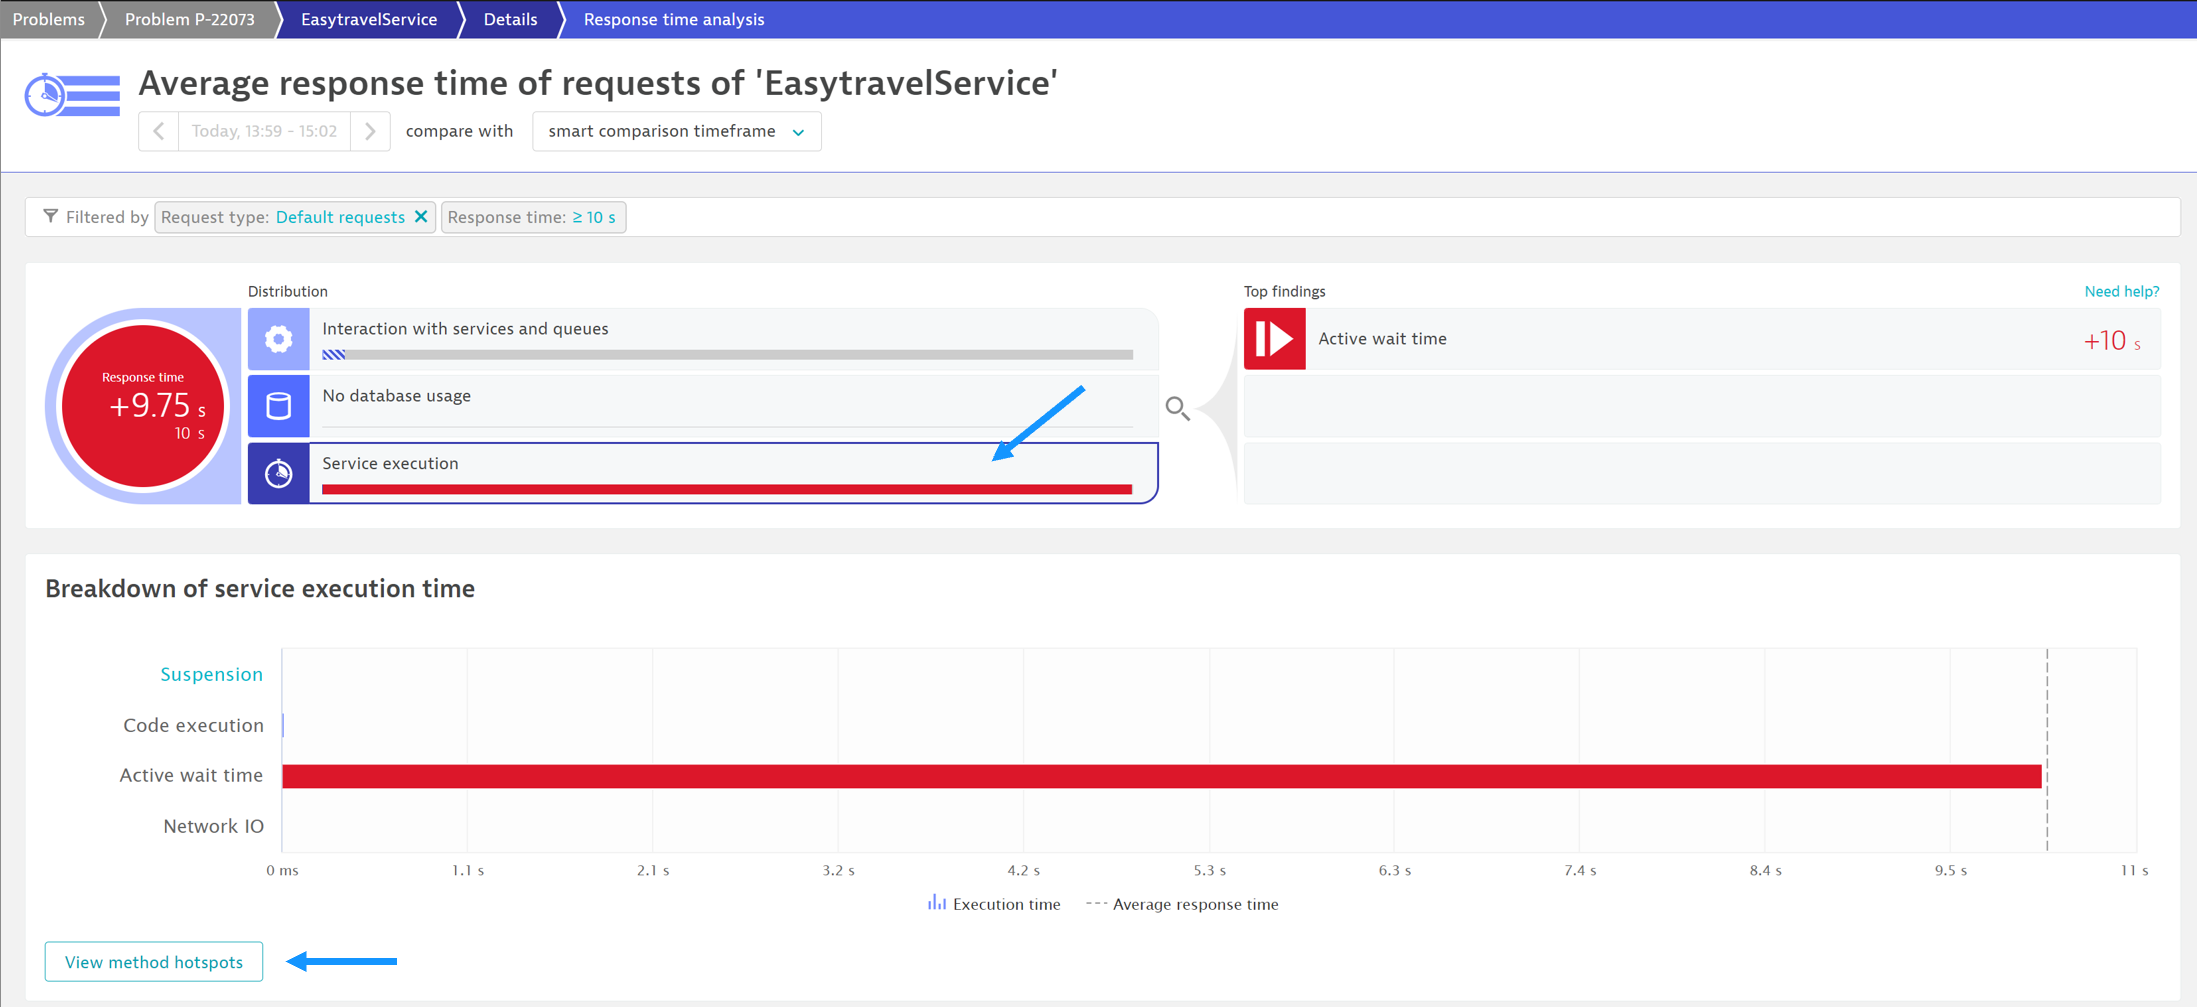 Problems Problem P-22073 EasytravelService Details Response time analysis
Average response time of requests of 'EasytravelService'
Today, 13:59 - 15:02 compare with smart comparison timeframe
Filtered by Request type: Default requests Response time: ≥ 10 s
Distribution
Interaction with services and queues
No database usage
Service execution
Response time
+9.75 s
10 s
Top findings Need help?
Active wait time +10 s
Breakdown of service execution time
Suspension
Code execution
Active wait time
Network IO
0 ms 1.1 s 2.1 s 3.2 s 4.2 s 5.3 s 6.3 s 7.4 s 8.4 s 9.5 s 11 s
Execution time Average response time
View method hotspots